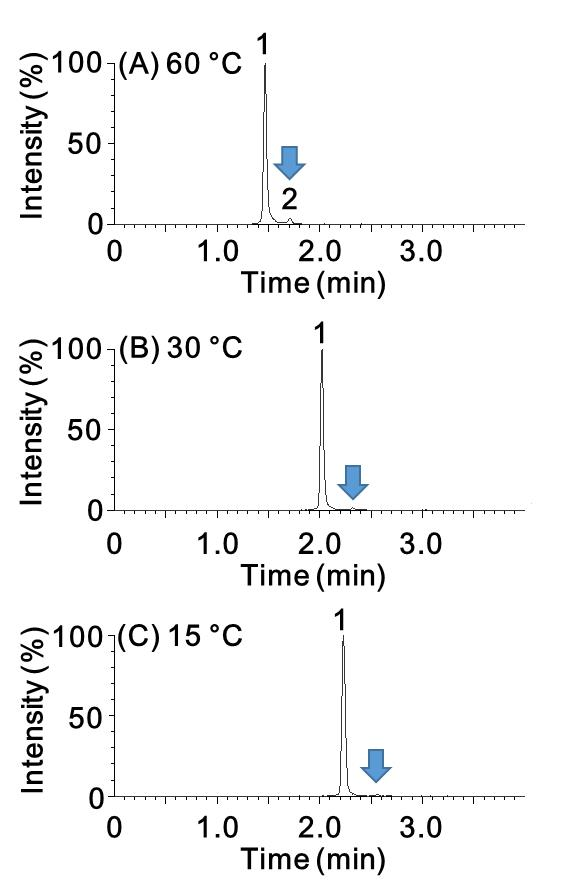 1
Intensity (%)
100
(A) 60 °C
50
2
0
0 1.0 2.0 3.0
Time (min)
1
Intensity (%)
100
(B) 30 °C
50
0
0 1.0 2.0 3.0
Time (min)
1
Intensity (%)
100
(C) 15 °C
50
0
0 1.0 2.0 3.0
Time (min)